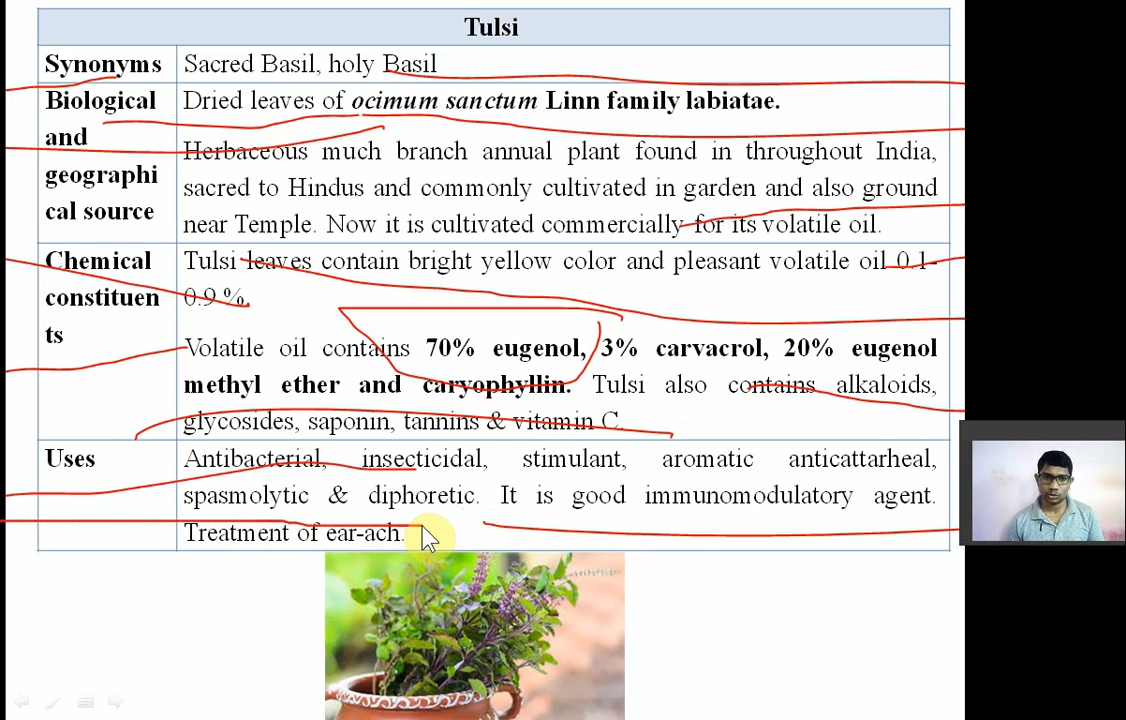 Tulsi
Synonyms Sacred Basil, holy Basil
Biological Dried leaves of ocimum sanctum Linn family labiatae.
and
Herbaceous much branch annual plant found in throughout India,
geographi sacred to Hindus and commonly cultivated in garden and also ground
cal source near Temple. Now it is cultivated commercially for its volatile oil.
Chemical Tulsi leaves contain bright yellow color and pleasant volatile oil 0.1-
constituen 0.9 %.
ts
Volatile oil contains 70% eugenol, 3% carvacrol, 20% eugenol
methyl ether and caryophyllin. Tulsi also contains alkaloids,
glycosides, saponin, tannins & vitamin C.
Uses Antibacterial, insecticidal, stimulant, aromatic anticattarheal,
spasmolytic & diphoretic. It is good immunomodulatory agent.
Treatment of ear-ach.